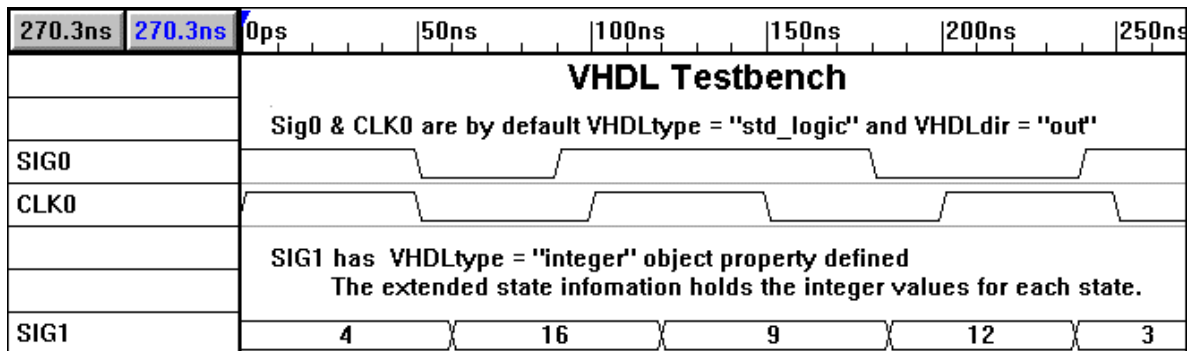 270.3ns 270.3ns 0ps 50ns 100ns 150ns 200ns 250ns
VHDL Testbench
Sig0 & CLK0 are by default VHDLtype = "std_logic" and VHDLdir = "out"
SIG0
CLK0
SIG1 has VHDLtype = "integer" object property defined
The extended state infomation holds the integer values for each state.
SIG1 4 16 9 12 3